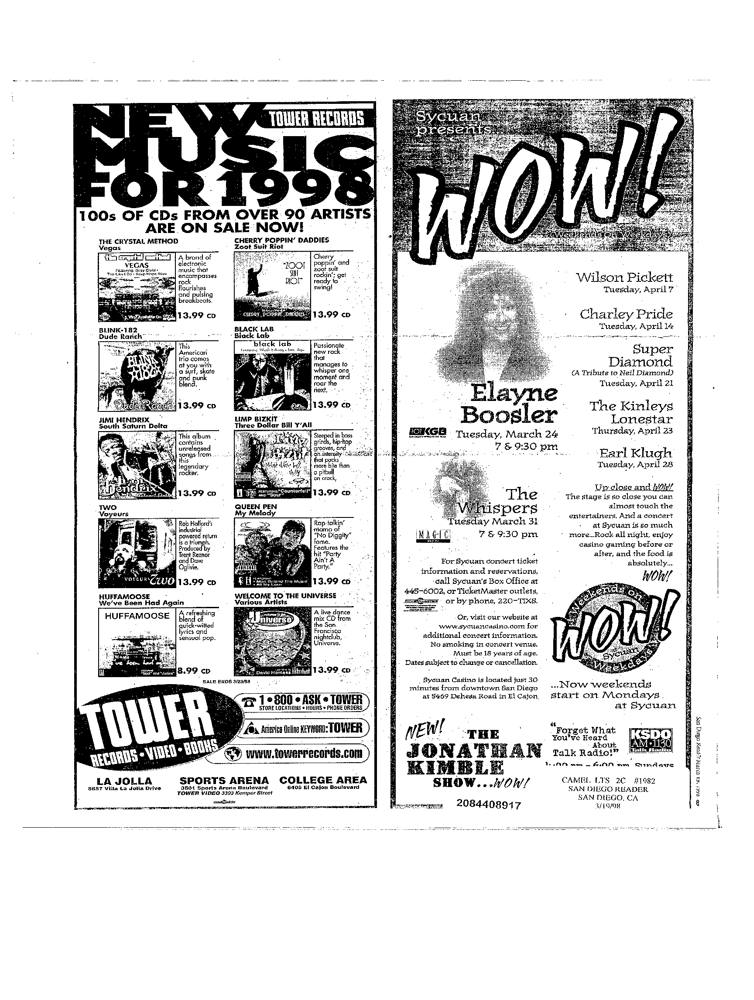 NEW
TOWER RECORDS
MUSIC
FOR 1998
100s OF CDs FROM OVER 90 ARTISTS
ARE ON SALE NOW!
THE CRYSTAL METHOD
Vegas
VEGAS
A brand of
electronic
music that
encompasses
rock
flourishes
and pulsing
breakbeats.
13.99 CD
CHERRY POPPIN' DADDIES
Zoot Suit Riot
ZOOT
SUIT
RIOT
Cherry
poppin' and
zoot suit
rockin'; get
ready to
swing!
13.99 CD
BLINK-182
Dude Ranch
This
American
trio comes
at you with
a surf, skate
and punk
blend.
13.99 CD
BLACK LAB
Black Lab
black lab
Passionate
new rock
that
manages to
whisper one
moment and
roar the
next.
13.99 CD
JIMI HENDRIX
South Saturn Delta
This album
contains
unreleased
songs from
this
legendary
rocker.
13.99 CD
LIMP BIZKIT
Three Dollar Bill Y'All
Steeped in bass
grinds, hip-hop
grooves, and
an intensity
that packs
more bite than
a pitbull
on crack.
13.99 CD
TWO
Voyeurs
Rob Halford's
industrial
powered return
is a triumph.
Produced by
Trent Reznor
and Dave
Ogilvie.
VOYEURS
two
13.99 CD
QUEEN PEN
My Melody
Rap-talkin'
mama of
"No Diggity"
fame.
Features the
hit "Party
Ain't A
Party."
13.99 CD
HUFFAMOOSE
We've Been Had Again
HUFFAMOOSE
A refreshing
blend of
quick-witted
lyrics and
sensual pop.
8.99 CD
WELCOME TO THE UNIVERSE
Various Artists
Universe
A live dance
mix CD from
the San
Francisco
nightclub,
Universe.
13.99 CD
SALE ENDS 3/23/98
TOWER
RECORDS • VIDEO • BOOKS
1 • 800 • ASK • TOWER
STORE LOCATIONS • HOURS • PHONE ORDERS
America Online KEYWORD: TOWER
www.towerrecords.com
LA JOLLA
8657 Villa La Jolla Drive
SPORTS ARENA
3601 Sports Arena Boulevard
TOWER VIDEO 3393 Kemper Street
COLLEGE AREA
6405 El Cajon Boulevard
Sycuan
presents...
WOW!
Wilson Pickett
Tuesday, April 7
Charley Pride
Tuesday, April 14
Super
Diamond
(A Tribute to Neil Diamond)
Tuesday, April 21
The Kinleys
Lonestar
Thursday, April 23
Earl Klugh
Tuesday, April 28
Elayne
Boosler
KGB
Tuesday, March 24
7 & 9:30 pm
The
Whispers
Tuesday March 31
MAGIC
7 & 9:30 pm
For Sycuan concert ticket
information and reservations,
call Sycuan's Box Office at
445-6002, or TicketMaster outlets,
or by phone, 220-TIXS.
Or, visit our website at
www.sycuancasino.com for
additional concert information.
No smoking in concert venue.
Must be 18 years of age.
Dates subject to change or cancellation.
Sycuan Casino is located just 30
minutes from downtown San Diego
at 5469 Dehesa Road in El Cajon.
Up close and WOW!
The stage is so close you can
almost touch the
entertainers. And a concert
at Sycuan is so much
more...Rock all night, enjoy
casino gaming before or
after, and the food is
absolutely...
WOW!
Weekends on
WOW!
Sycuan
Weekdays
...Now weekends
start on Mondays
at Sycuan
NEW!
THE
JONATHAN
KIMBLE
SHOW...WOW!
"Forget What
You've Heard
About
Talk Radio!"
KSDO
AM•1130
Talk Radio
1:00 pm – 6:00 pm Sundays
2084408917
CAMEL LTS 2C #1982
SAN DIEGO READER
SAN DIEGO, CA
3/19/98